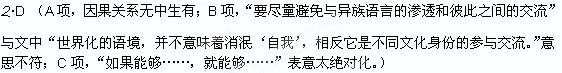 2·D （A项，因果关系无中生有；B项，“要尽量避免与异族语言的渗透和彼此之间的交流”
与文中“世界化的语境，并不意味着消泯‘自我’，相反它是不同文化身份的参与交流。”意
思不符；C项，“如果能够……，就能够……”表意太绝对化。）